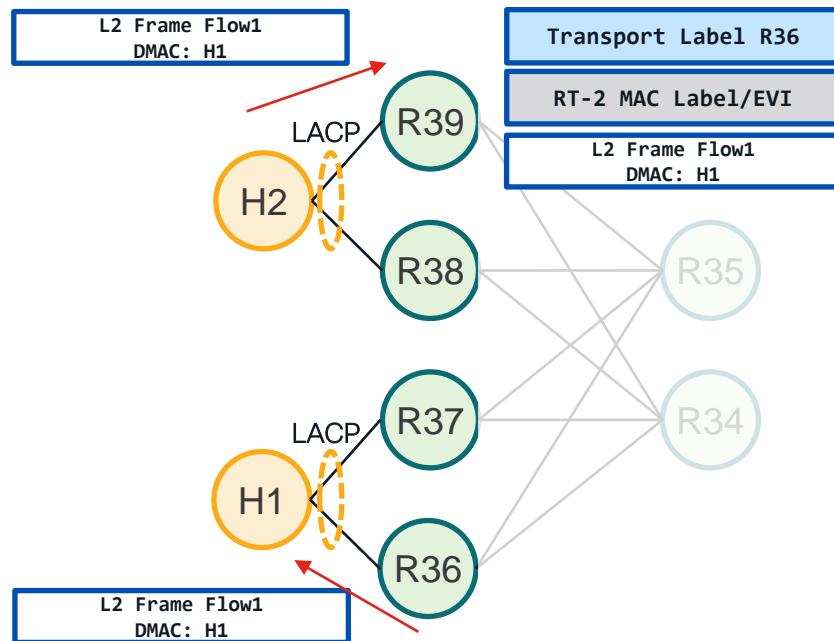 L2 Frame Flow1
DMAC: H1
Transport Label R36
RT-2 MAC Label/EVI
L2 Frame Flow1
DMAC: H1
R39
LACP
H2
R38
R35
R37
LACP
R34
H1
R36
L2 Frame Flow1
DMAC: H1